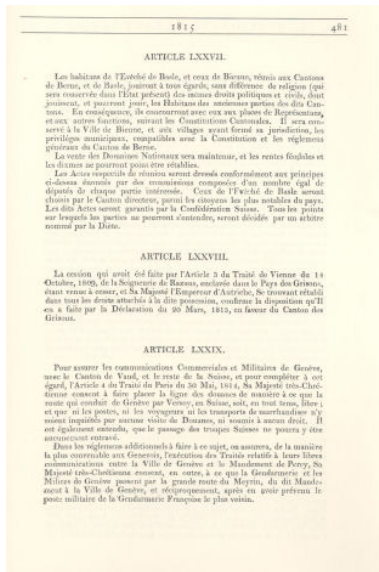 1815
481
ARTICLE LXXVII.
Les habitans de l'Evêché de Basle, et ceux de Bienne, réunis aux Cantons
de Berne, et de Basle, jouiront à tous égards, sans différence de religion (qui
sera conservée dans l'Etat présent) des mêmes droits politiques et civils, dont
jouissent, et pourront jouir, les Habitans des anciennes parties des dits Can-
tons. En conséquence, ils concourront avec eux aux places de Représentans,
et aux autres fonctions, suivant les Constitutions Cantonales. Il sera con-
servé à la Ville de Bienne, et aux villages ayant formé sa jurisdiction, les
privilèges municipaux, compatibles avec la Constitution et les réglemens
généraux du Canton de Berne.
La vente des Domaines Nationaux sera maintenue, et les rentes féodales et
les dixmes ne pourront point être rétablies.
Les Actes respectifs de réunion seront dressés conformément aux principes
ci-dessus énoncés par des commissions composées d'un nombre égal de
députés de chaque partie intéressée. Ceux de l'Evêché de Basle seront
choisis par le Canton directeur, parmi les citoyens les plus notables du pays.
Les dits Actes seront garantis par la Confédération Suisse. Tous les points
sur lesquels les parties ne pourront s'entendre, seront décidés par un arbitre
nommé par la Diète.
ARTICLE LXXVIII.
La cession qui avoit été faite par l'Article 3 du Traité de Vienne du 14
Octobre, 1809, de la Seigneurie de Razuns, enclavée dans le Pays des Grisons,
étant venue à cesser, et Sa Majesté l'Empereur d'Autriche, Se trouvant rétabli
dans tous les droits attachés à la dite possession, confirme la disposition qu'Il
en a faite par la Déclaration du 20 Mars, 1815, en faveur du Canton des
Grisons.
ARTICLE LXXIX.
Pour assurer les communications Commerciales et Militaires de Genève,
avec le Canton de Vaud, et le reste de la Suisse, et pour compléter à cet
égard, l'Article 4 du Traité du Paris du 30 Mai, 1814, Sa Majesté très-Chré-
tienne consent à faire placer la ligne des douanes de manière à ce que la
route qui conduit de Genève par Versoy, en Suisse, soit, en tout tems, libre;
et que ni les postes, ni les voyageurs ni les transports de marchandises n'y
soient inquiétés par aucune visite de Douanes, ni soumis à aucun droit. Il
est également entendu, que le passage des troupes Suisses ne pourra y être
aucunement entravé.
Dans les réglemens additionnels à faire à ce sujet, on assurera, de la manière
la plus convenable aux Genevois, l'exécution des Traités relatifs à leurs libres
communications entre la Ville de Genève et le Mandement de Peney, Sa
Majesté très-Chrétienne consent, en outre, à ce que la Gendarmerie et les
Milices de Genève passent par la grande route du Meyrin, du dit Mande-
ment à la Ville de Genève, et réciproquement, après en avoir prévenu le
poste militaire de la Gendarmerie Françoise le plus voisin.